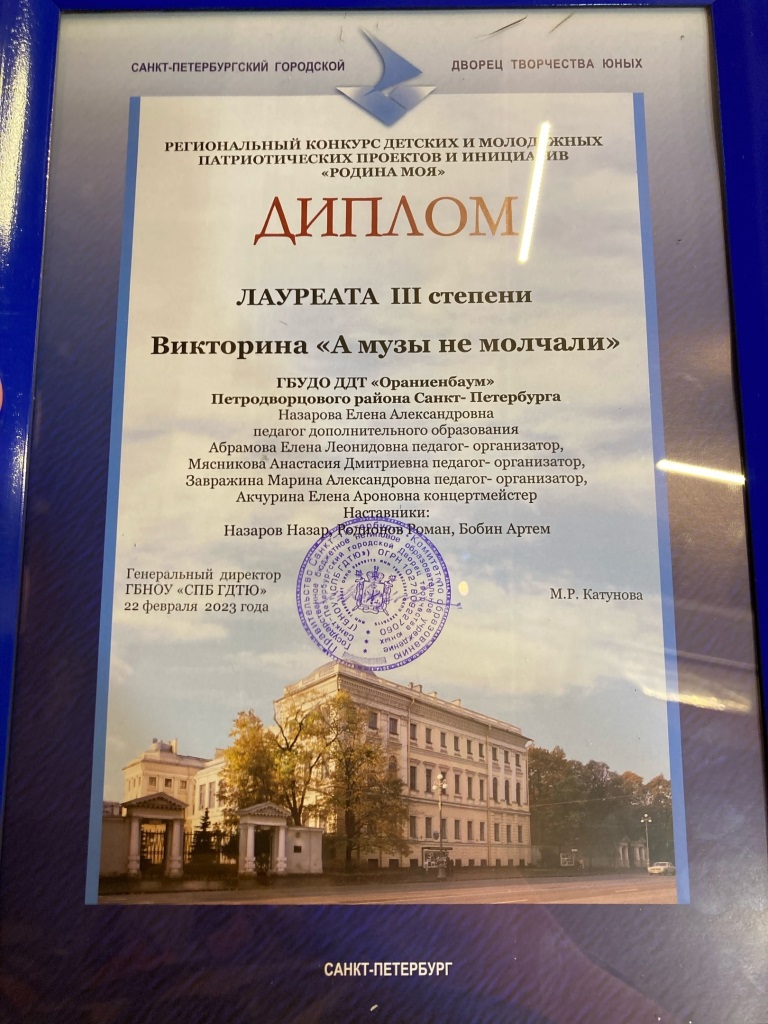 САНКТ-ПЕТЕРБУРГСКИЙ ГОРОДСКОЙ ДВОРЕЦ ТВОРЧЕСТВА ЮНЫХ
РЕГИОНАЛЬНЫЙ КОНКУРС ДЕТСКИХ И МОЛОДЕЖНЫХ
ПАТРИОТИЧЕСКИХ ПРОЕКТОВ И ИНИЦИАТИВ
«РОДИНА МОЯ»
ДИПЛОМ
ЛАУРЕАТА III степени
Викторина «А музы не молчали»
ГБУДО ДДТ «Ораниенбаум»
Петродворцового района Санкт- Петербурга
Назарова Елена Александровна
педагог дополнительного образования
Абрамова Елена Леонидовна педагог- организатор,
Мясникова Анастасия Дмитриевна педагог- организатор,
Завражина Марина Александровна педагог- организатор,
Акчурина Елена Ароновна концертмейстер
Наставники:
Назаров Назар, Родионов Роман, Бобин Артем
Генеральный директор
ГБНОУ «СПБ ГДТЮ»
22 февраля 2023 года
М.Р. Катунова
САНКТ-ПЕТЕРБУРГ